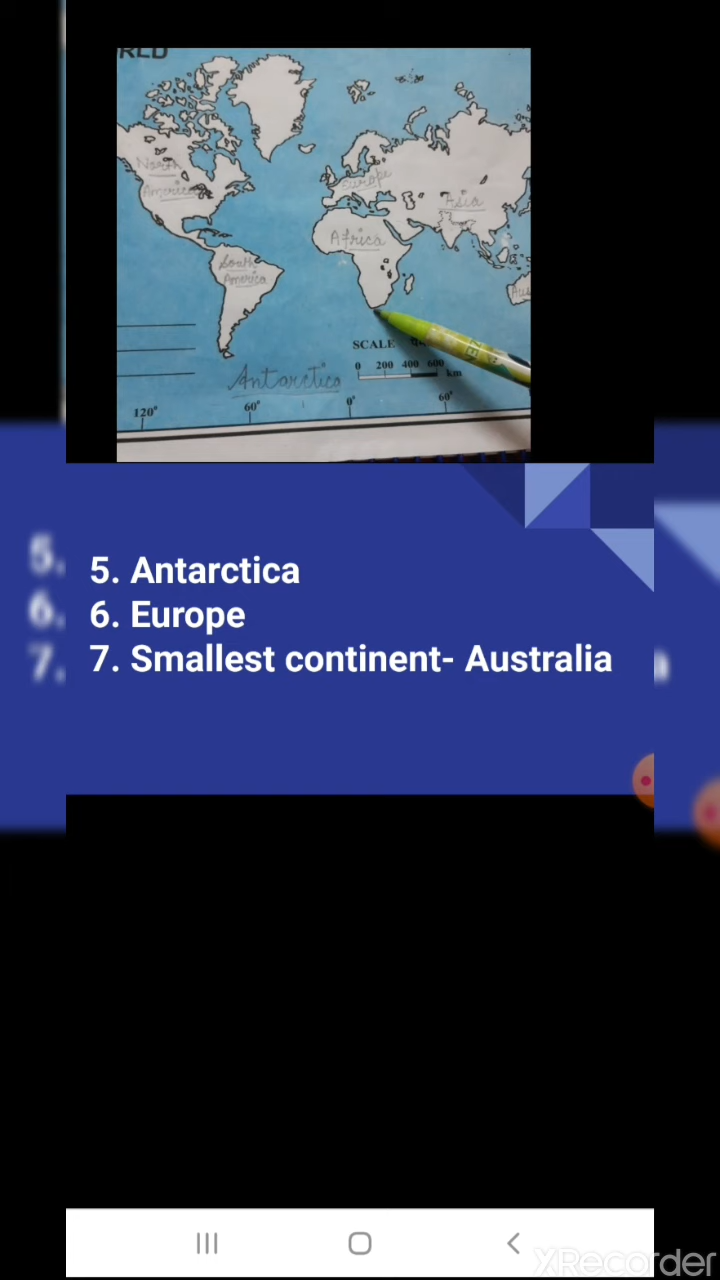 RLD
North
America
Europe
Asia
Africa
South
America
Aus
SCALE
0 200 400 600
km
Antarctica
120° 60° 0° 60°
5. Antarctica
6. Europe
7. Smallest continent- Australia
XRecorder